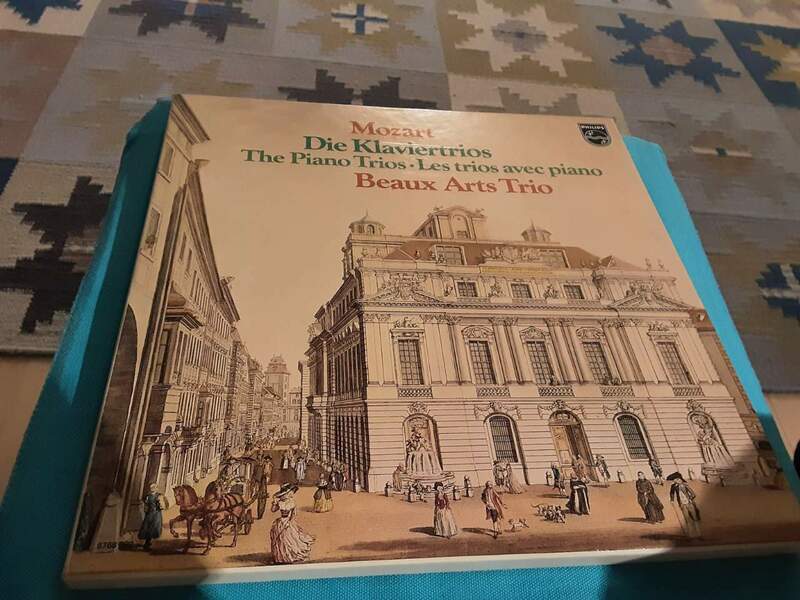 Mozart
PHILIPS
Die Klaviertrios
The Piano Trios · Les trios avec piano
Beaux Arts Trio